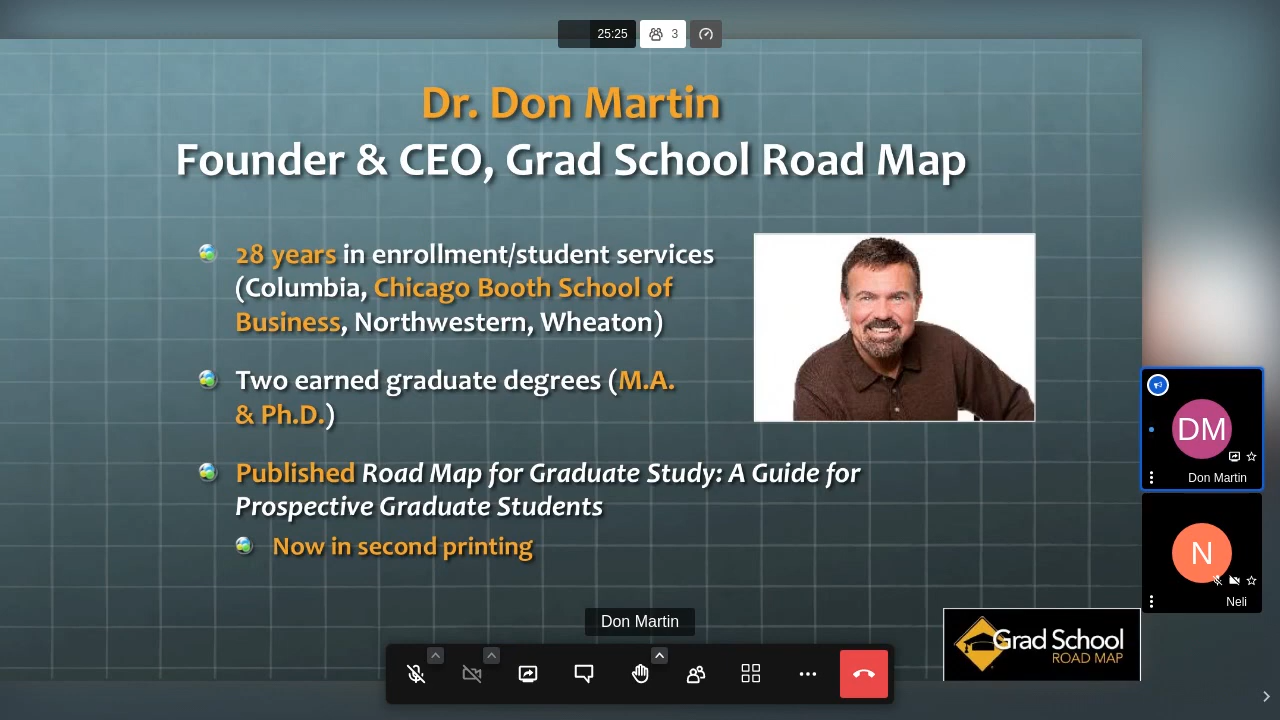 25:25
3
Dr. Don Martin
Founder & CEO, Grad School Road Map
28 years in enrollment/student services
(Columbia, Chicago Booth School of
Business, Northwestern, Wheaton)
Two earned graduate degrees (M.A.
& Ph.D.)
Published Road Map for Graduate Study: A Guide for
Prospective Graduate Students
Now in second printing
DM
Don Martin
N
Neli
Don Martin
Grad School
ROAD MAP